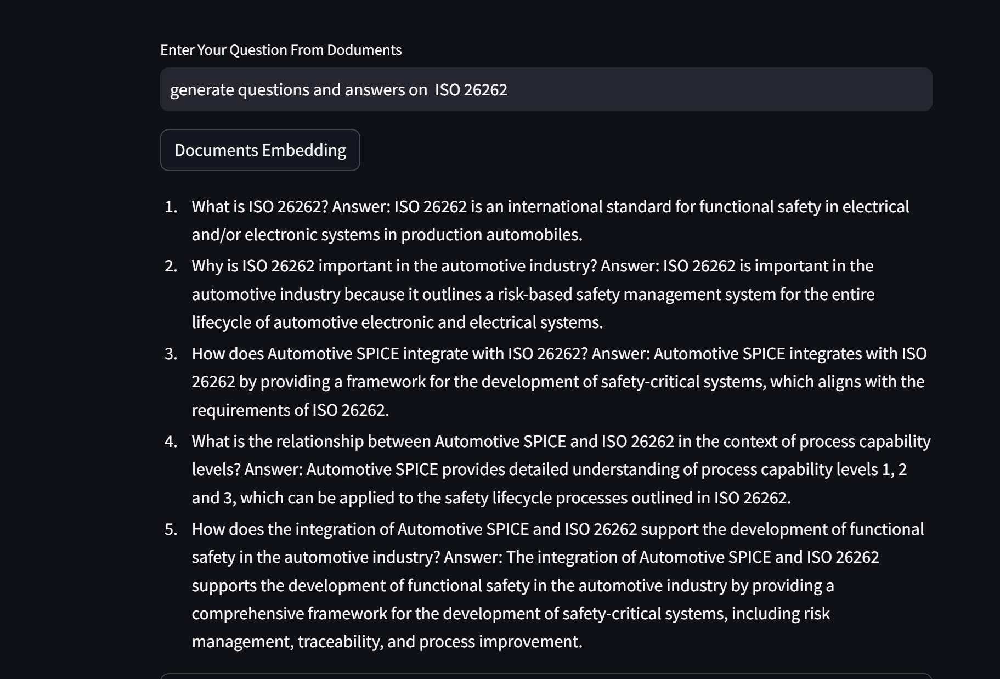 Enter Your Question From Doduments
generate questions and answers on  ISO 26262
Documents Embedding
1. What is ISO 26262? Answer: ISO 26262 is an international standard for functional safety in electrical
and/or electronic systems in production automobiles.
2. Why is ISO 26262 important in the automotive industry? Answer: ISO 26262 is important in the
automotive industry because it outlines a risk-based safety management system for the entire
lifecycle of automotive electronic and electrical systems.
3. How does Automotive SPICE integrate with ISO 26262? Answer: Automotive SPICE integrates with ISO
26262 by providing a framework for the development of safety-critical systems, which aligns with the
requirements of ISO 26262.
4. What is the relationship between Automotive SPICE and ISO 26262 in the context of process capability
levels? Answer: Automotive SPICE provides detailed understanding of process capability levels 1, 2
and 3, which can be applied to the safety lifecycle processes outlined in ISO 26262.
5. How does the integration of Automotive SPICE and ISO 26262 support the development of functional
safety in the automotive industry? Answer: The integration of Automotive SPICE and ISO 26262
supports the development of functional safety in the automotive industry by providing a
comprehensive framework for the development of safety-critical systems, including risk
management, traceability, and process improvement.